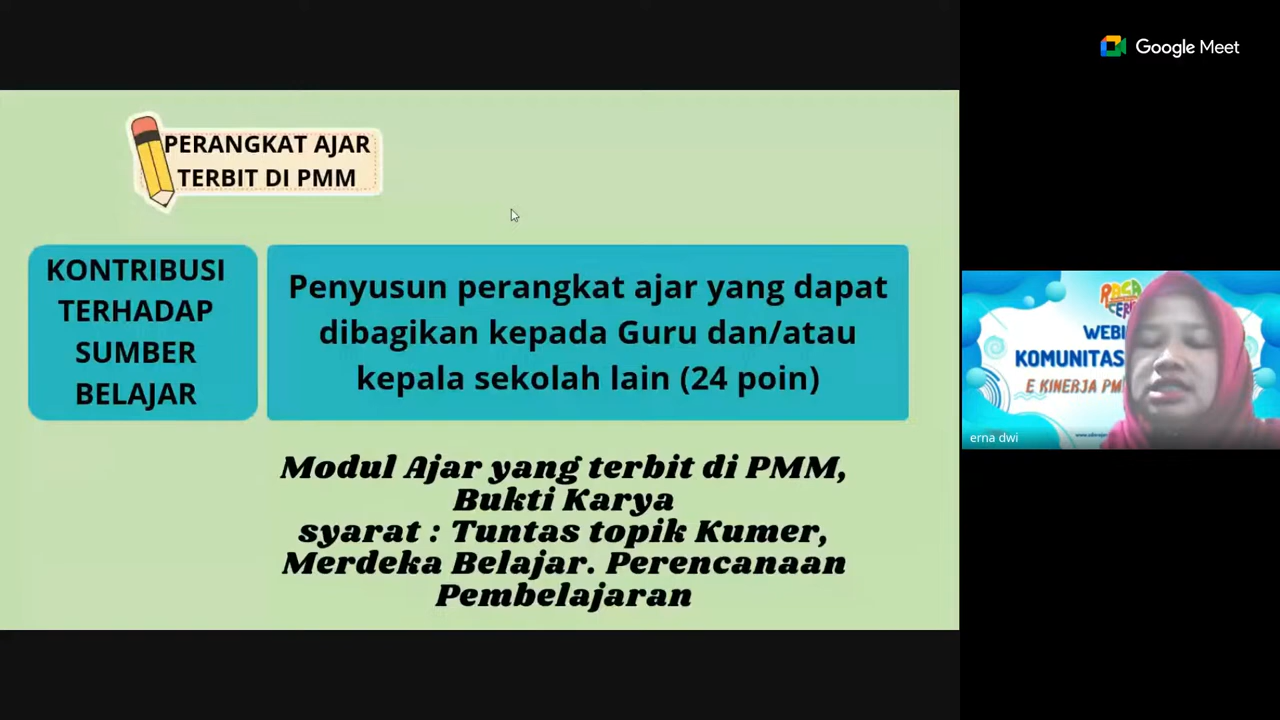 Google Meet
PERANGKAT AJAR
TERBIT DI PMM
KONTRIBUSI
TERHADAP
SUMBER
BELAJAR
Penyusun perangkat ajar yang dapat
dibagikan kepada Guru dan/atau
kepala sekolah lain (24 poin)
Modul Ajar yang terbit di PMM,
Bukti Karya
syarat : Tuntas topik Kumer,
Merdeka Belajar. Perencanaan
Pembelajaran
KOMUNITAS
E KINERJA PM
erna dwi